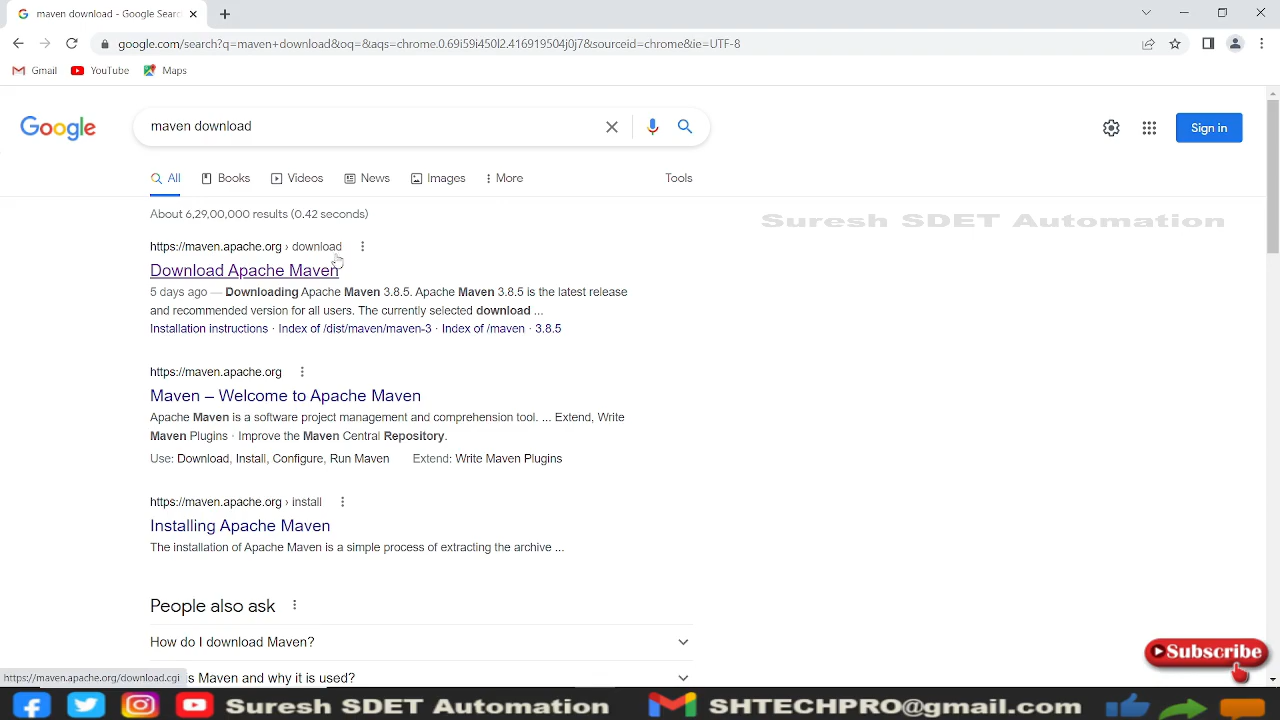 maven download - Google Searc
google.com/search?q=maven+download&oq=&aqs=chrome.0.69i59i450l2.416919504j0j7&sourceid=chrome&ie=UTF-8
Gmail YouTube Maps
Google maven download Sign in
All Books Videos News Images More Tools
About 6,29,00,000 results (0.42 seconds)
Suresh SDET Automation
https://maven.apache.org › download
Download Apache Maven
5 days ago — Downloading Apache Maven 3.8.5. Apache Maven 3.8.5 is the latest release
and recommended version for all users. The currently selected download ...
Installation instructions · Index of /dist/maven/maven-3 · Index of /maven · 3.8.5
https://maven.apache.org
Maven – Welcome to Apache Maven
Apache Maven is a software project management and comprehension tool. ... Extend, Write
Maven Plugins · Improve the Maven Central Repository.
Use: Download, Install, Configure, Run Maven Extend: Write Maven Plugins
https://maven.apache.org › install
Installing Apache Maven
The installation of Apache Maven is a simple process of extracting the archive ...
People also ask
How do I download Maven?
Subscribe
s Maven and why it is used?
https://maven.apache.org/download.cgi
Suresh SDET Automation SHTECHPRO@gmail.com